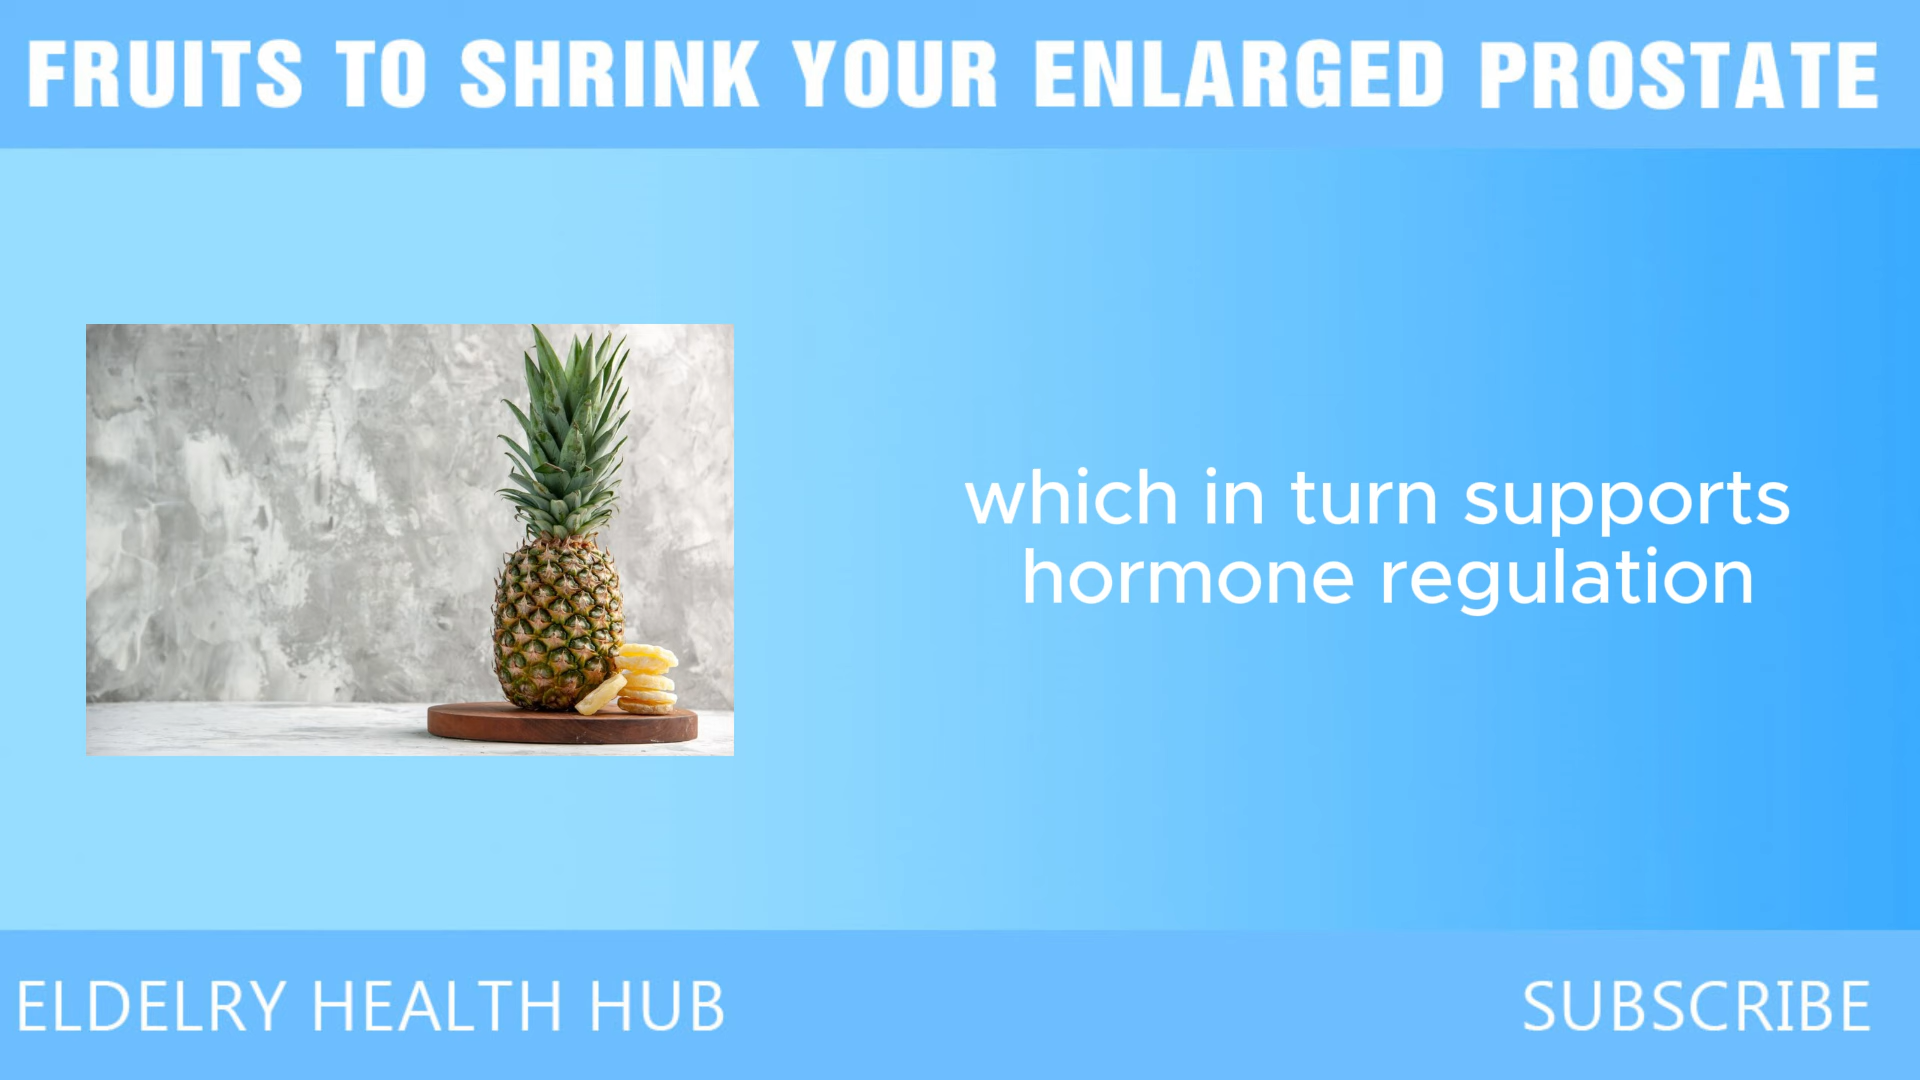 FRUITS TO SHRINK YOUR ENLARGED PROSTATE
which in turn supports
hormone regulation
ELDELRY HEALTH HUB
SUBSCRIBE